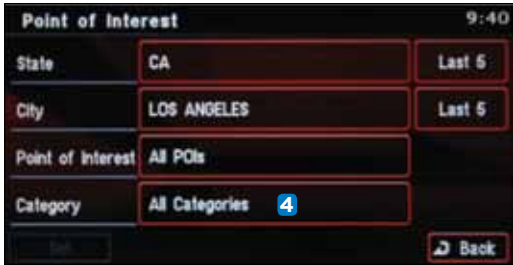 Point of Interest 9:40
State CA Last 5
City LOS ANGELES Last 5
Point of Interest All POIs
Category All Categories 4
Set
Back